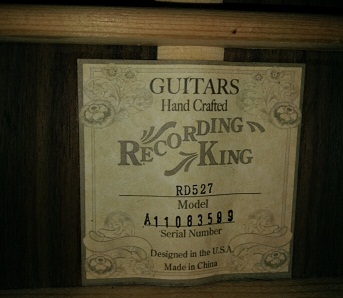 GUITARS
Hand Crafted
RECORDING
KING
RD527
Model
A11083599
Serial Number
Designed in the U.S.A.
Made in China